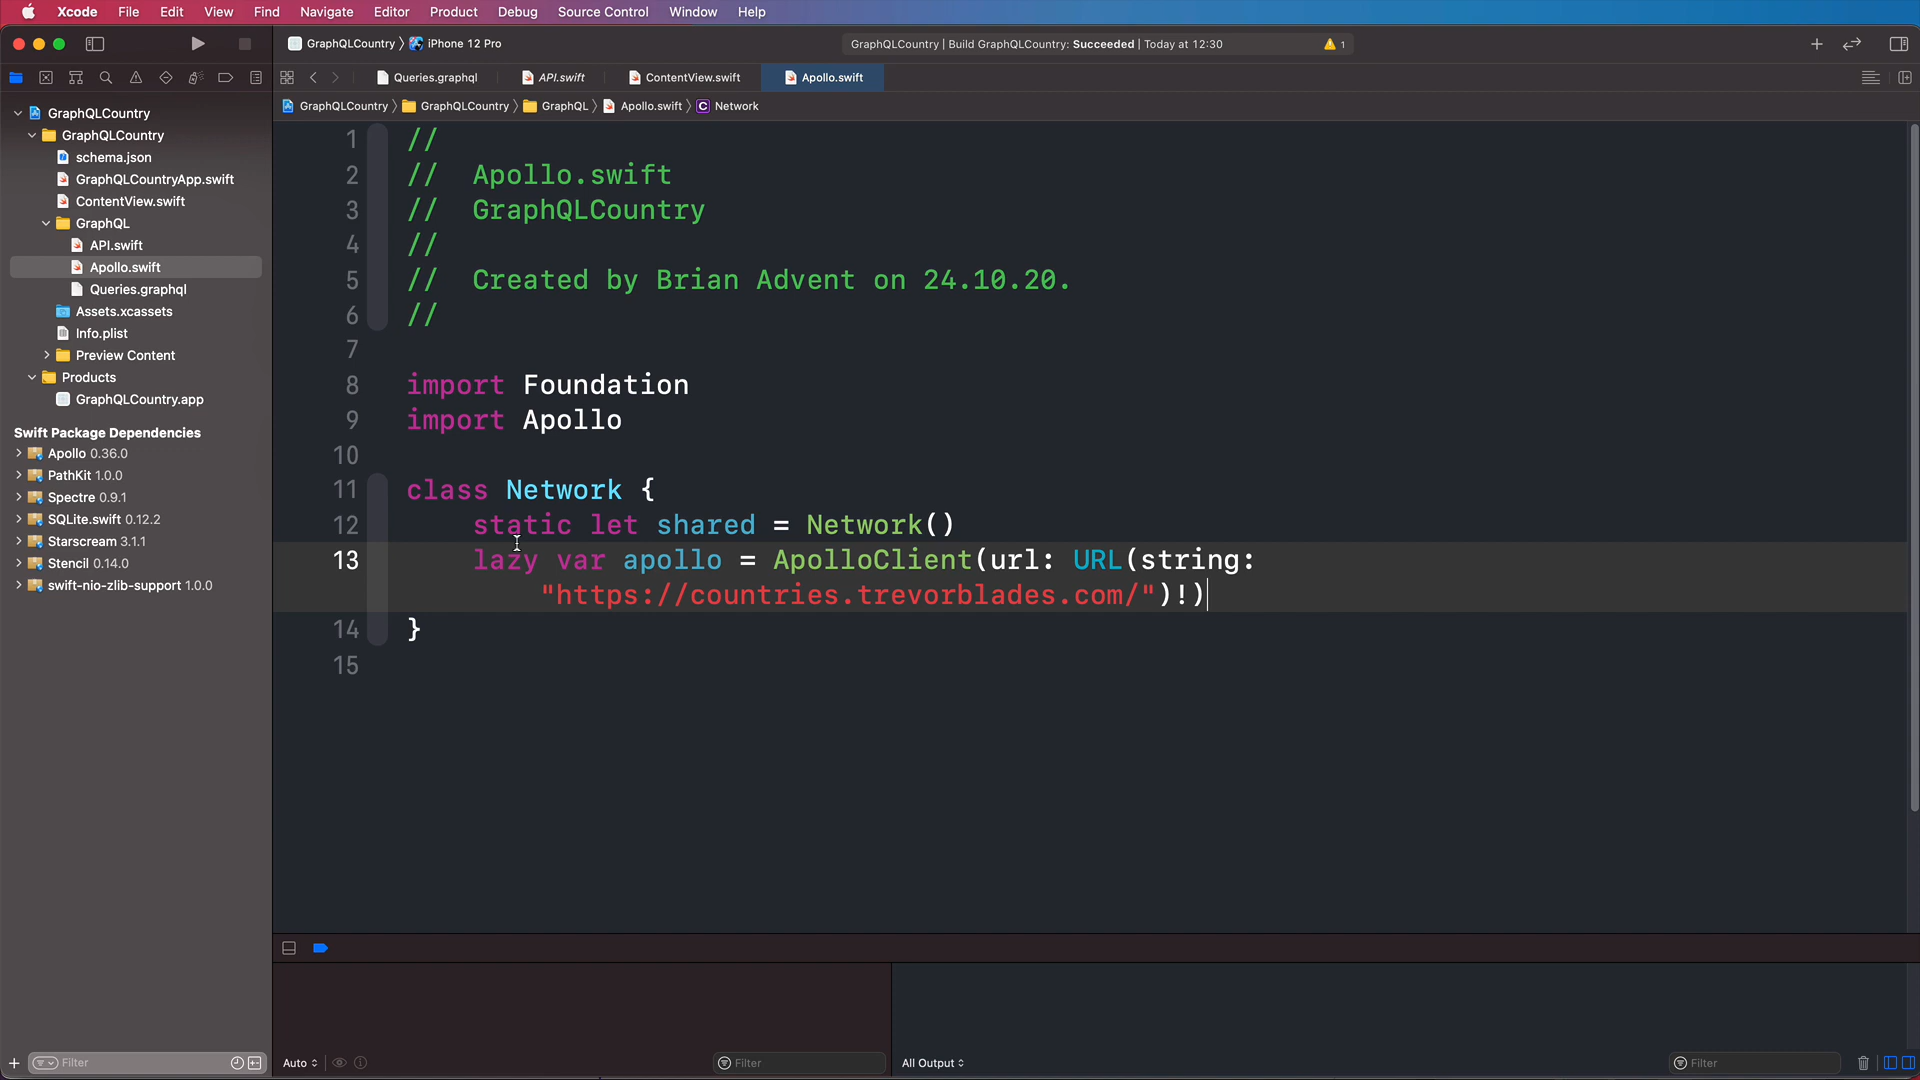 Xcode File Edit View Find Navigate Editor Product Debug Source Control Window Help
GraphQLCountry 〉 iPhone 12 Pro
GraphQLCountry | Build GraphQLCountry: Succeeded | Today at 12:30
1
Queries.graphql API.swift ContentView.swift Apollo.swift
GraphQLCountry 〉 GraphQLCountry 〉 GraphQL 〉 Apollo.swift 〉 C Network
GraphQLCountry
GraphQLCountry
schema.json
GraphQLCountryApp.swift
ContentView.swift
GraphQL
API.swift
Apollo.swift
Queries.graphql
Assets.xcassets
Info.plist
Preview Content
Products
GraphQLCountry.app
Swift Package Dependencies
Apollo 0.36.0
PathKit 1.0.0
Spectre 0.9.1
SQLite.swift 0.12.2
Starscream 3.1.1
Stencil 0.14.0
swift-nio-zlib-support 1.0.0
Filter
1 //
2 // Apollo.swift
3 // GraphQLCountry
4 //
5 // Created by Brian Advent on 24.10.20.
6 //
7
8 import Foundation
9 import Apollo
10
11 class Network {
12 static let shared = Network()
13 lazy var apollo = ApolloClient(url: URL(string:
"https://countries.trevorblades.com/")!)
14 }
15
Auto
Filter
All Output
Filter